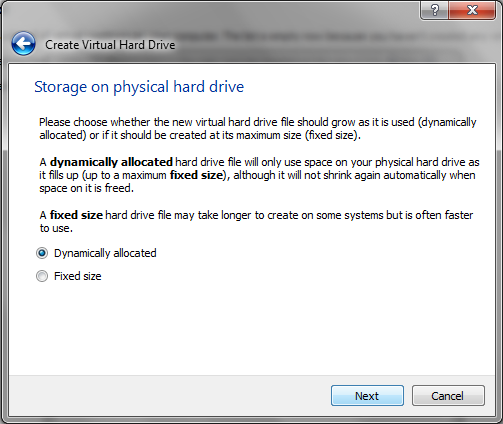 ?
Create Virtual Hard Drive
Storage on physical hard drive
Please choose whether the new virtual hard drive file should grow as it is used (dynamically
allocated) or if it should be created at its maximum size (fixed size).
A dynamically allocated hard drive file will only use space on your physical hard drive as
it fills up (up to a maximum fixed size), although it will not shrink again automatically when
space on it is freed.
A fixed size hard drive file may take longer to create on some systems but is often faster
to use.
Dynamically allocated
Fixed size
Next
Cancel